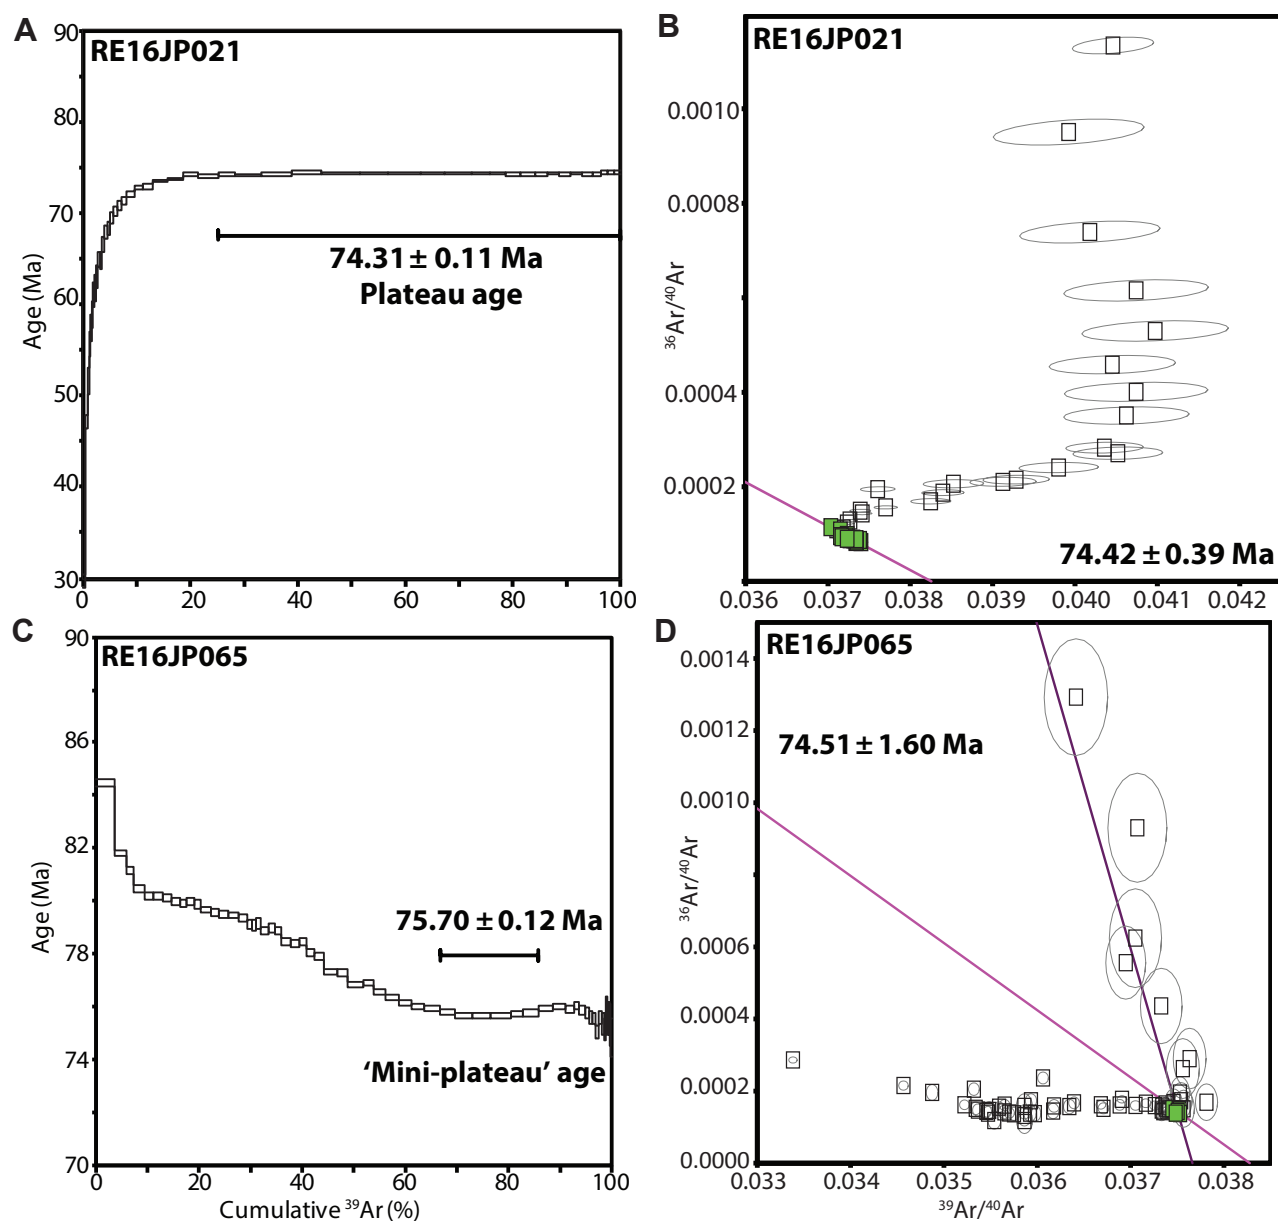 A
RE16JP021
90
80
70
60
50
40
30
Age (Ma)
74.31 ± 0.11 Ma
Plateau age
0
20
40
60
80
100
B
RE16JP021
0.0010
0.0008
0.0004
0.0002
36Ar/40Ar
74.42 ± 0.39 Ma
0.036
0.037
0.038
0.039
0.040
0.041
0.042
C
RE16JP065
90
86
82
78
74
70
Age (Ma)
75.70 ± 0.12 Ma
‘Mini-plateau’ age
0
20
40
60
80
100
Cumulative 39Ar (%)
D
RE16JP065
0.0014
0.0012
0.0010
0.0006
0.0004
0.0002
0.0000
36Ar/40Ar
74.51 ± 1.60 Ma
0.033
0.034
0.035
0.036
0.037
0.038
39Ar/40Ar